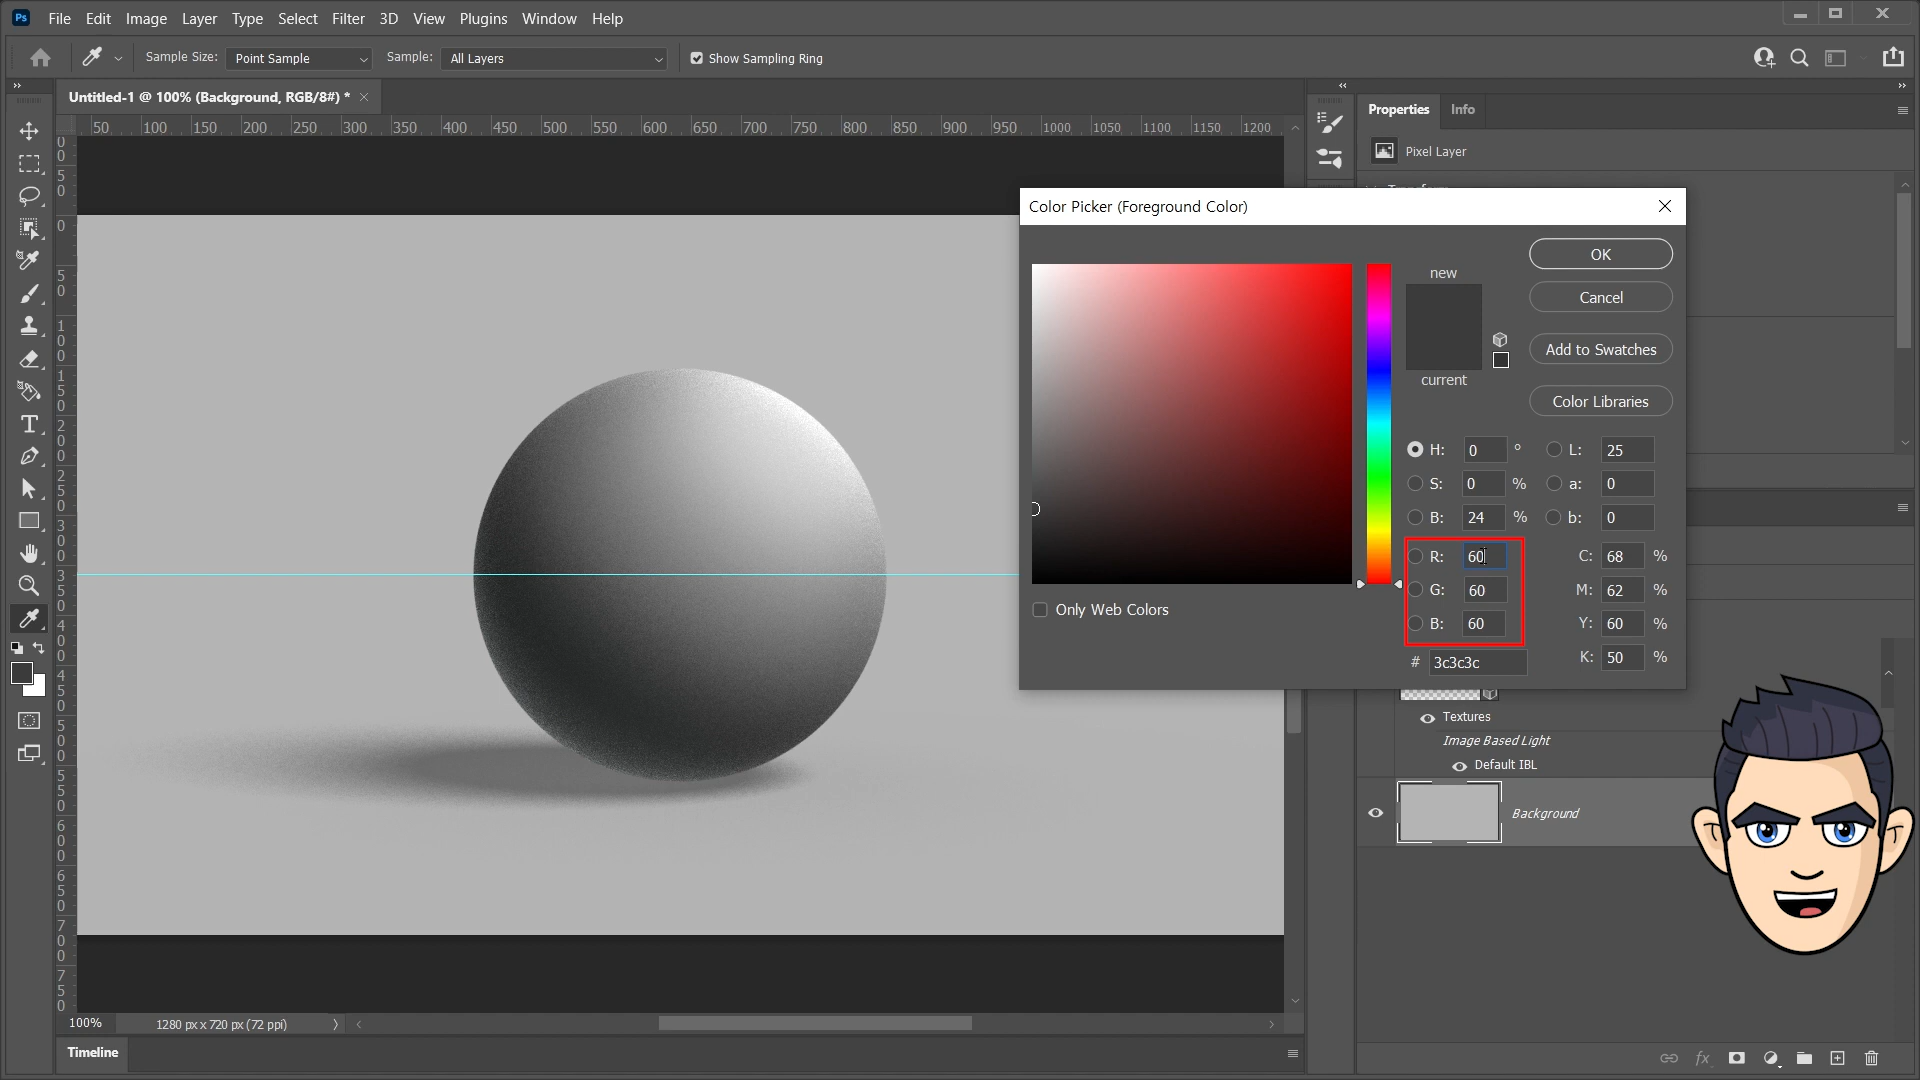 Ps File Edit Image Layer Type Select Filter 3D View Plugins Window Help
Sample Size: Point Sample Sample: All Layers Show Sampling Ring
Untitled-1 @ 100% (Background, RGB/8#) *
50 100 150 200 250 300 350 400 450 500 550 600 650 700 750 800 850 900 950 1000 1050 1100 1150 1200
Properties Info
Pixel Layer
Color Picker (Foreground Color)
new
current
OK
Cancel
Add to Swatches
Color Libraries
H: 0 ° L: 25
S: 0 % a: 0
B: 24 % b: 0
R: 60 C: 68 %
G: 60 M: 62 %
B: 60 Y: 60 %
# 3c3c3c K: 50 %
Only Web Colors
Textures
Image Based Light
Default IBL
Background
fx
100% 1280 px x 720 px (72 ppi)
Timeline